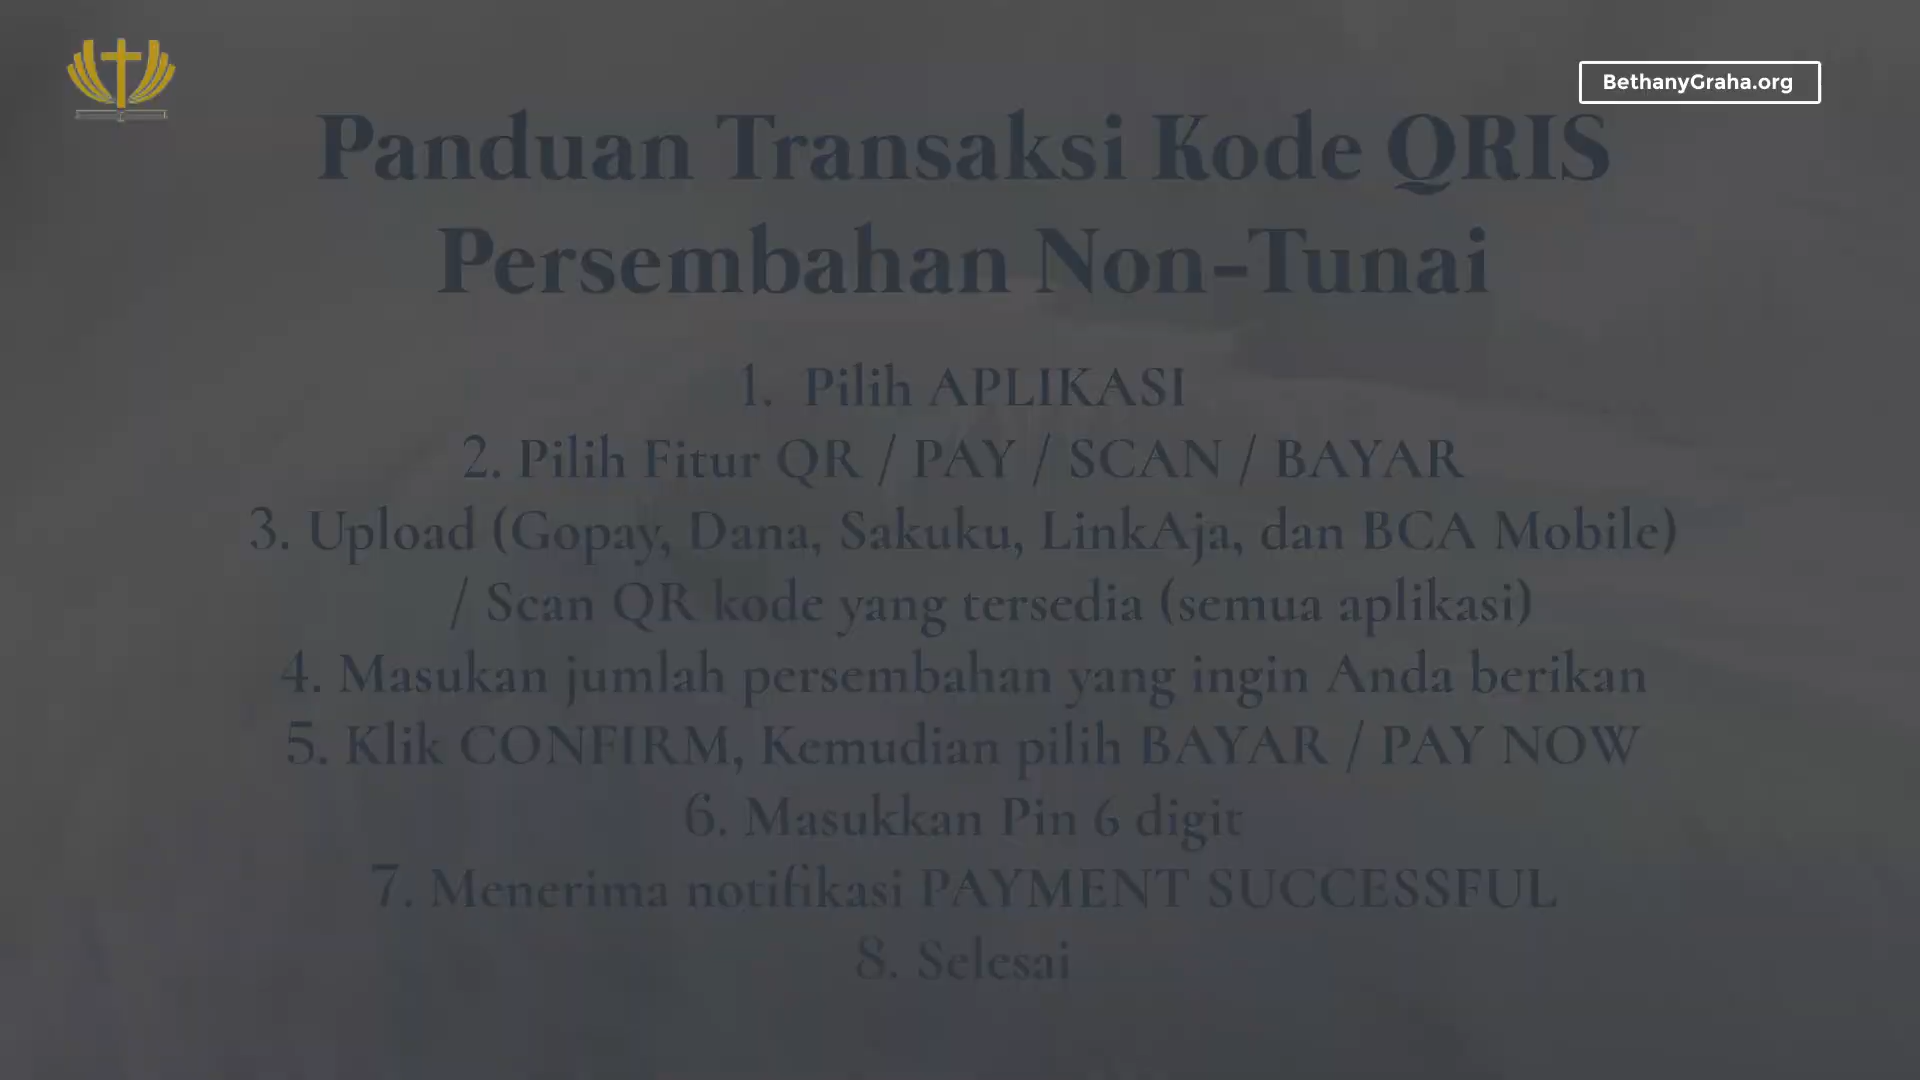 BethanyGraha.org
Panduan Transaksi Kode QRIS
Persembahan Non-Tunai
1. Pilih APLIKASI
2. Pilih Fitur QR / PAY / SCAN / BAYAR
3. Upload (Gopay, Dana, Sakuku, LinkAja, dan BCA Mobile)
/ Scan QR kode yang tersedia (semua aplikasi)
4. Masukan jumlah persembahan yang ingin Anda berikan
5. Klik CONFIRM, Kemudian pilih BAYAR / PAY NOW
6. Masukkan Pin 6 digit
7. Menerima notifikasi PAYMENT SUCCESSFUL
8. Selesai